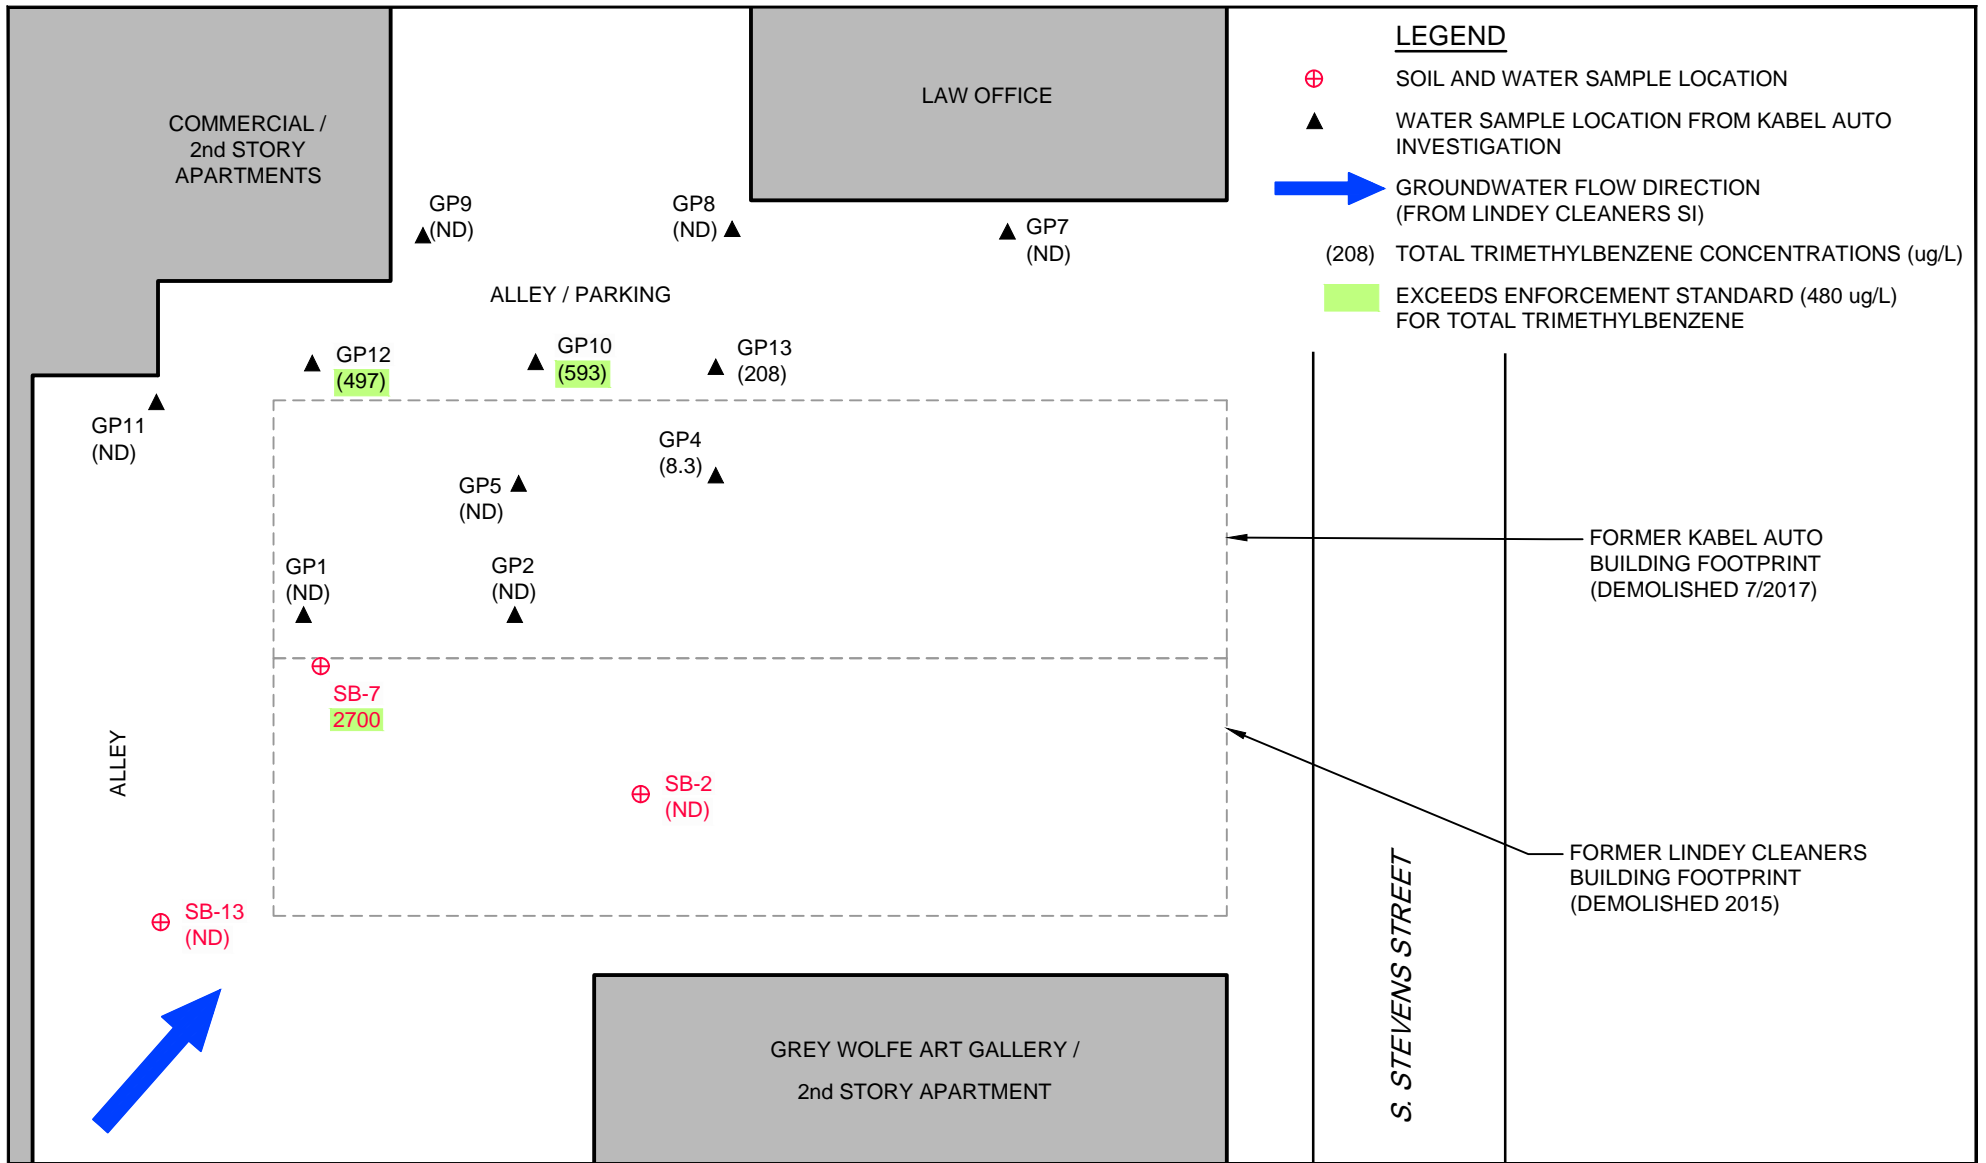 LEGEND
SOIL AND WATER SAMPLE LOCATION
WATER SAMPLE LOCATION FROM KABEL AUTO
INVESTIGATION
GROUNDWATER FLOW DIRECTION
(FROM LINDEY CLEANERS SI)
(208) TOTAL TRIMETHYLBENZENE CONCENTRATIONS (ug/L)
EXCEEDS ENFORCEMENT STANDARD (480 ug/L)
FOR TOTAL TRIMETHYLBENZENE
COMMERCIAL /
2nd STORY
APARTMENTS
LAW OFFICE
GP9
(ND)
GP8
(ND)
GP7
(ND)
ALLEY / PARKING
GP12
(497)
GP10
(593)
GP13
(208)
GP11
(ND)
GP4
(8.3)
GP5
(ND)
GP1
(ND)
GP2
(ND)
FORMER KABEL AUTO
BUILDING FOOTPRINT
(DEMOLISHED 7/2017)
SB-7
2700
ALLEY
SB-2
(ND)
SB-13
(ND)
FORMER LINDEY CLEANERS
BUILDING FOOTPRINT
(DEMOLISHED 2015)
S. STEVENS STREET
GREY WOLFE ART GALLERY /
2nd STORY APARTMENT